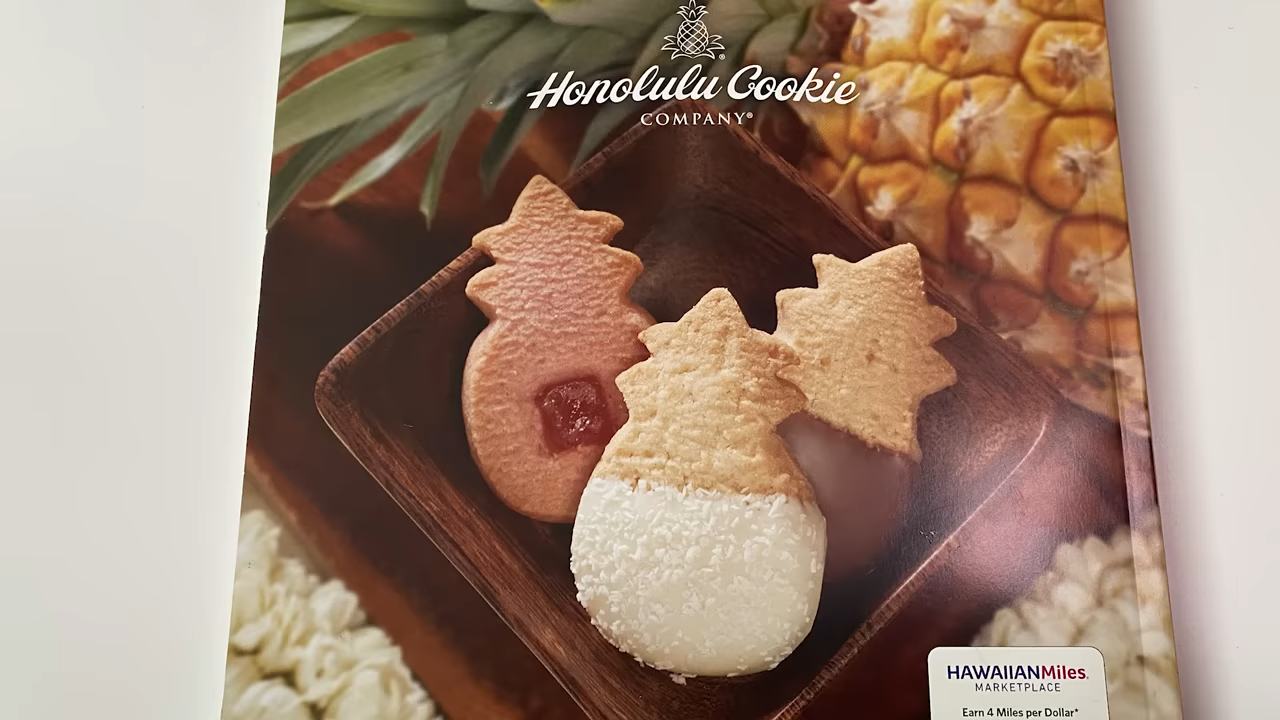 Honolulu Cookie
COMPANY®
HAWAIIANMiles.
MARKETPLACE
Earn 4 Miles per Dollar*